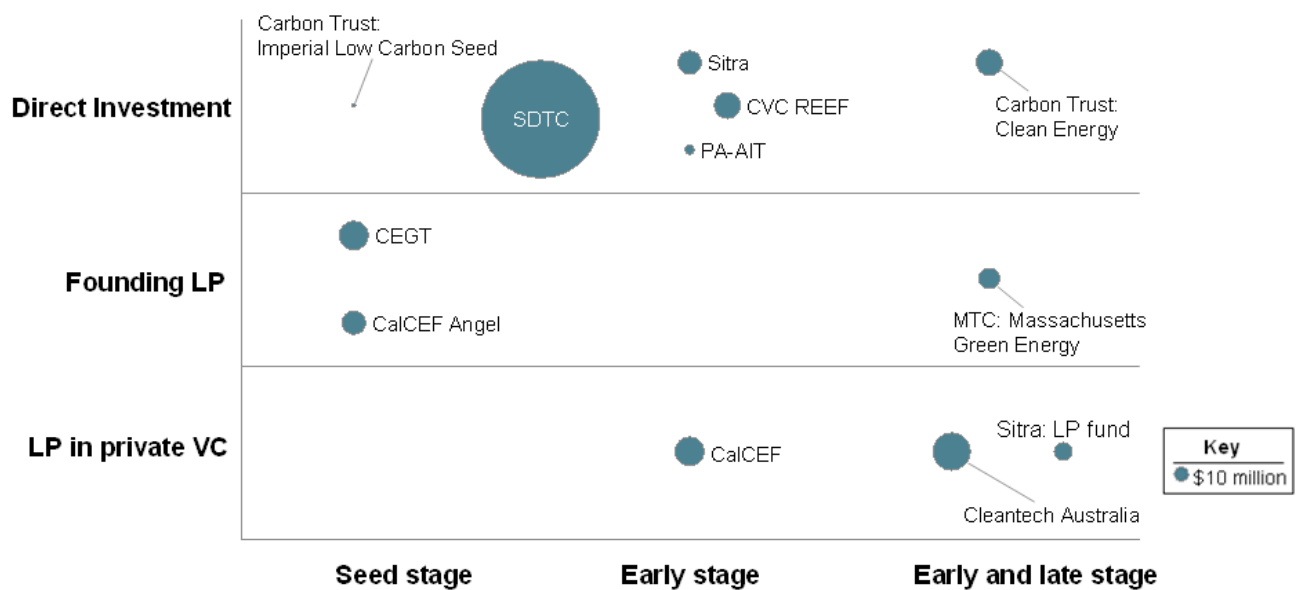 Carbon Trust:
Imperial Low Carbon Seed
Direct Investment
SDTC
Sitra
CVC REEF
PA-AIT
Carbon Trust:
Clean Energy
Founding LP
CEGT
CalCEF Angel
MTC: Massachusetts
Green Energy
LP in private VC
CalCEF
Sitra: LP fund
Cleantech Australia
Key
$10 million
Seed stage
Early stage
Early and late stage